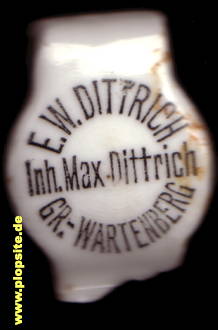 E.W. DITTRICH
Inh. Max Dittrich
GR.-WARTENBERG
www.plopsite.de